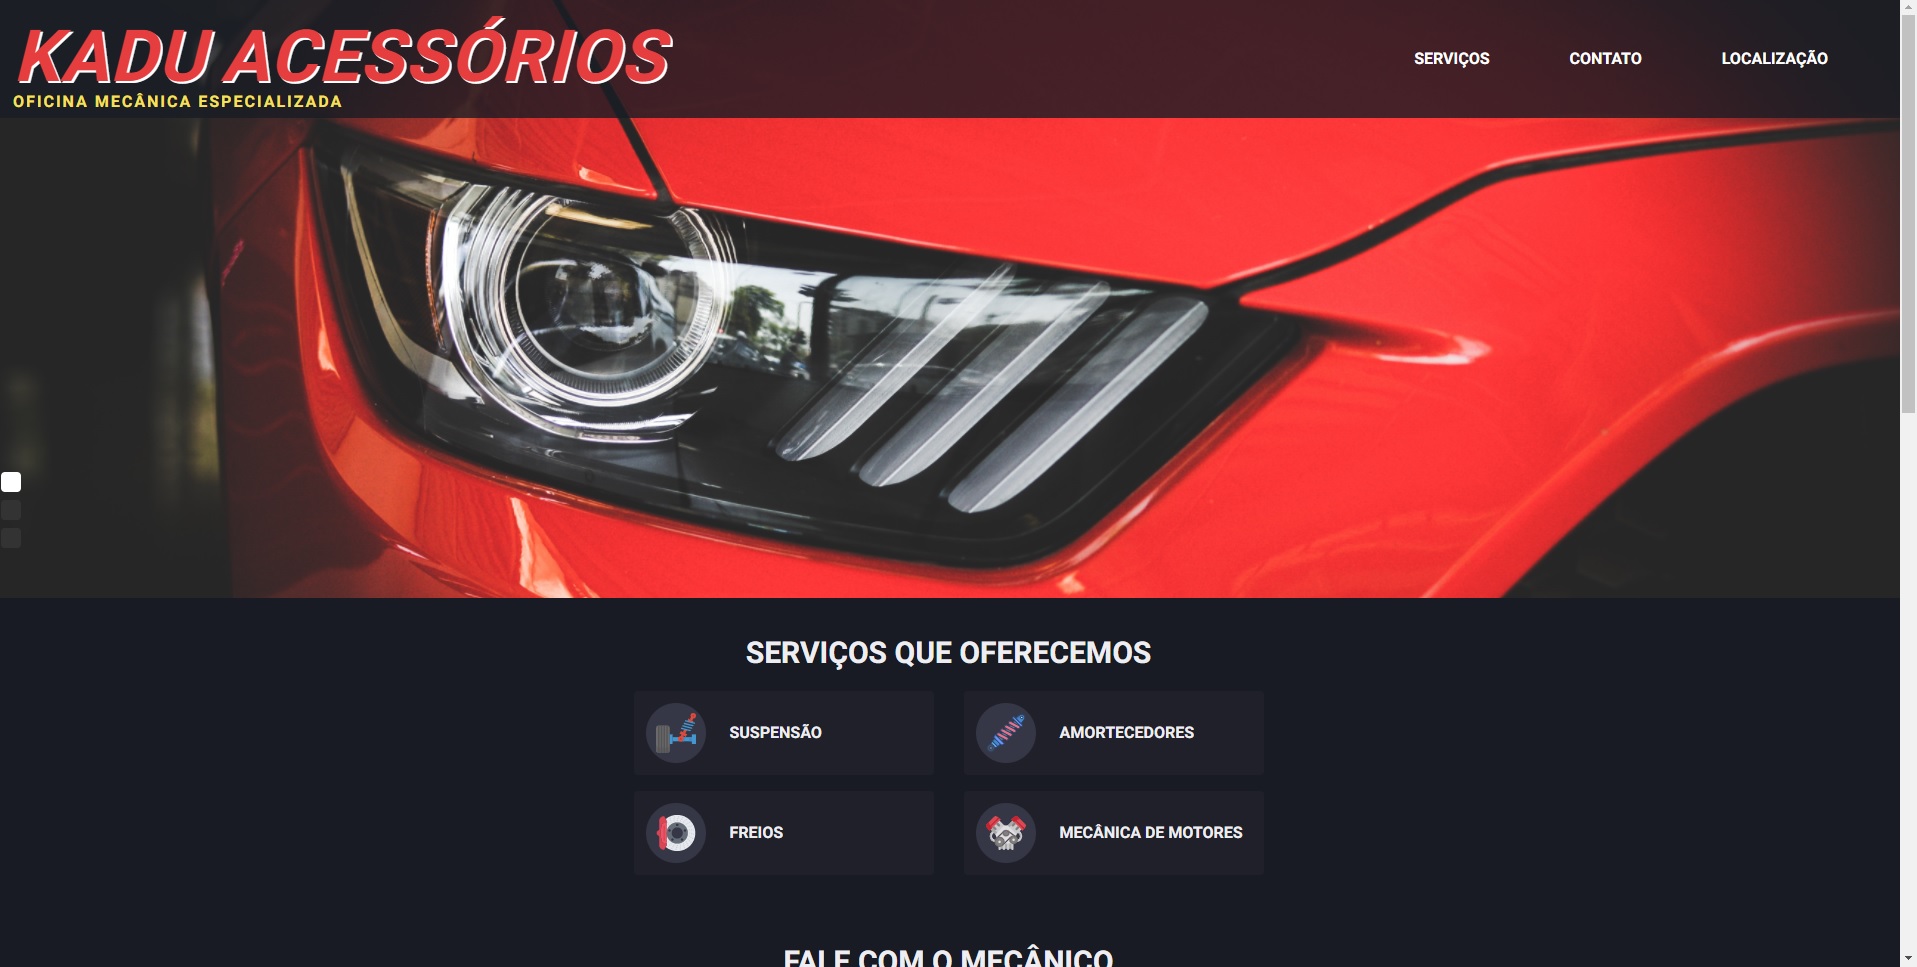 KADU ACESSÓRIOS
OFICINA MECÂNICA ESPECIALIZADA
SERVIÇOS
CONTATO
LOCALIZAÇÃO
SERVIÇOS QUE OFERECEMOS
SUSPENSÃO
AMORTECEDORES
FREIOS
MECÂNICA DE MOTORES
FALE COM O MECÂNICO